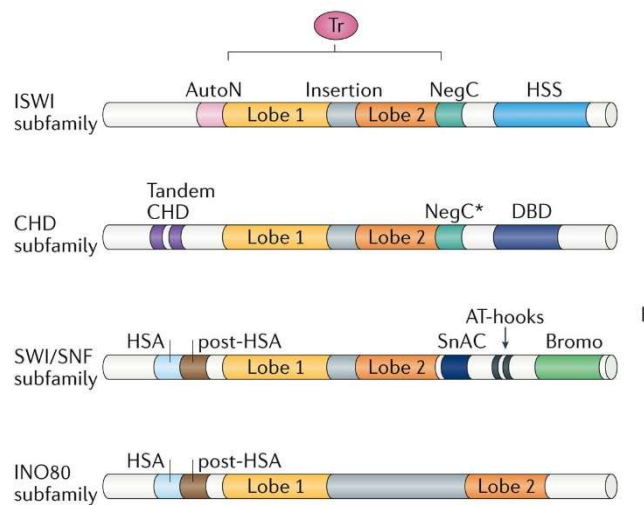 Tr
AutoN Insertion NegC HSS
ISWI
subfamily
Lobe 1 Lobe 2
Tandem
CHD
NegC* DBD
CHD
subfamily
Lobe 1 Lobe 2
AT-hooks
HSA post-HSA SnAC Bromo
SWI/SNF
subfamily
Lobe 1 Lobe 2
HSA post-HSA
INO80
subfamily
Lobe 1 Lobe 2